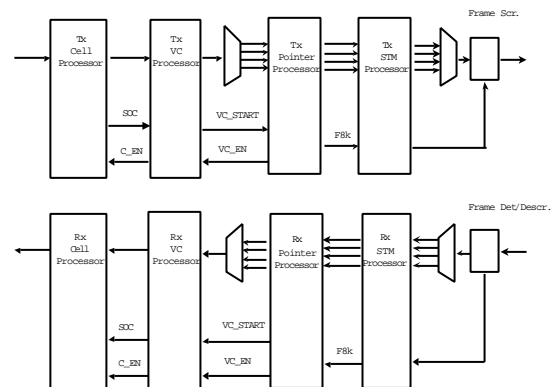 Frame Scr.
Tx
Cell
Processor
Tx
VC
Processor
Tx
Pointer
Processor
Tx
STM
Processor
SOC
VC_START
C_EN
VC_EN
F8k
Frame Det/Descr.
Rx
Cell
Processor
Rx
VC
Processor
Rx
Pointer
Processor
Rx
STM
Processor
SOC
VC_START
C_EN
VC_EN
F8k